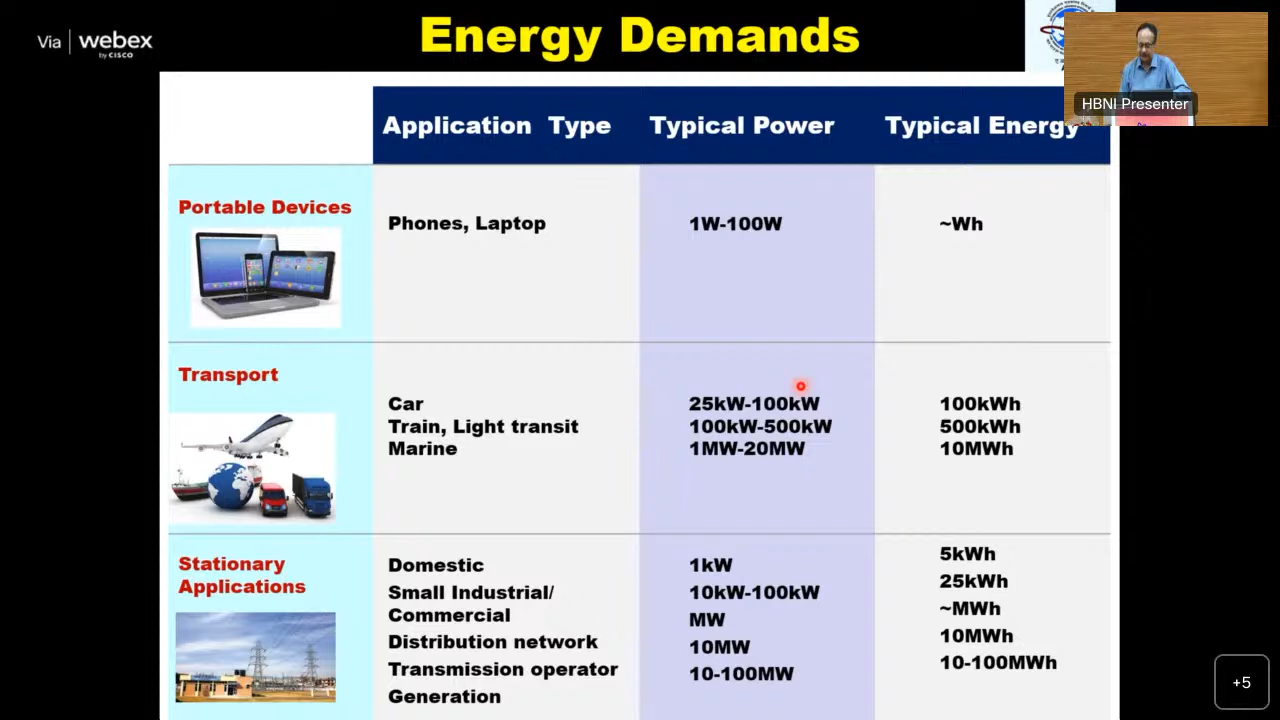 Via webex
by CISCO
Energy Demands
HBNI Presenter
Application Type Typical Power Typical Energy
Portable Devices
Phones, Laptop 1W-100W ~Wh
Transport
Car 25kW-100kW 100kWh
Train, Light transit 100kW-500kW 500kWh
Marine 1MW-20MW 10MWh
Stationary
Applications
Domestic 1kW 5kWh
Small Industrial/ 10kW-100kW 25kWh
Commercial MW ~MWh
Distribution network 10MW 10MWh
Transmission operator 10-100MW 10-100MWh
Generation
+5